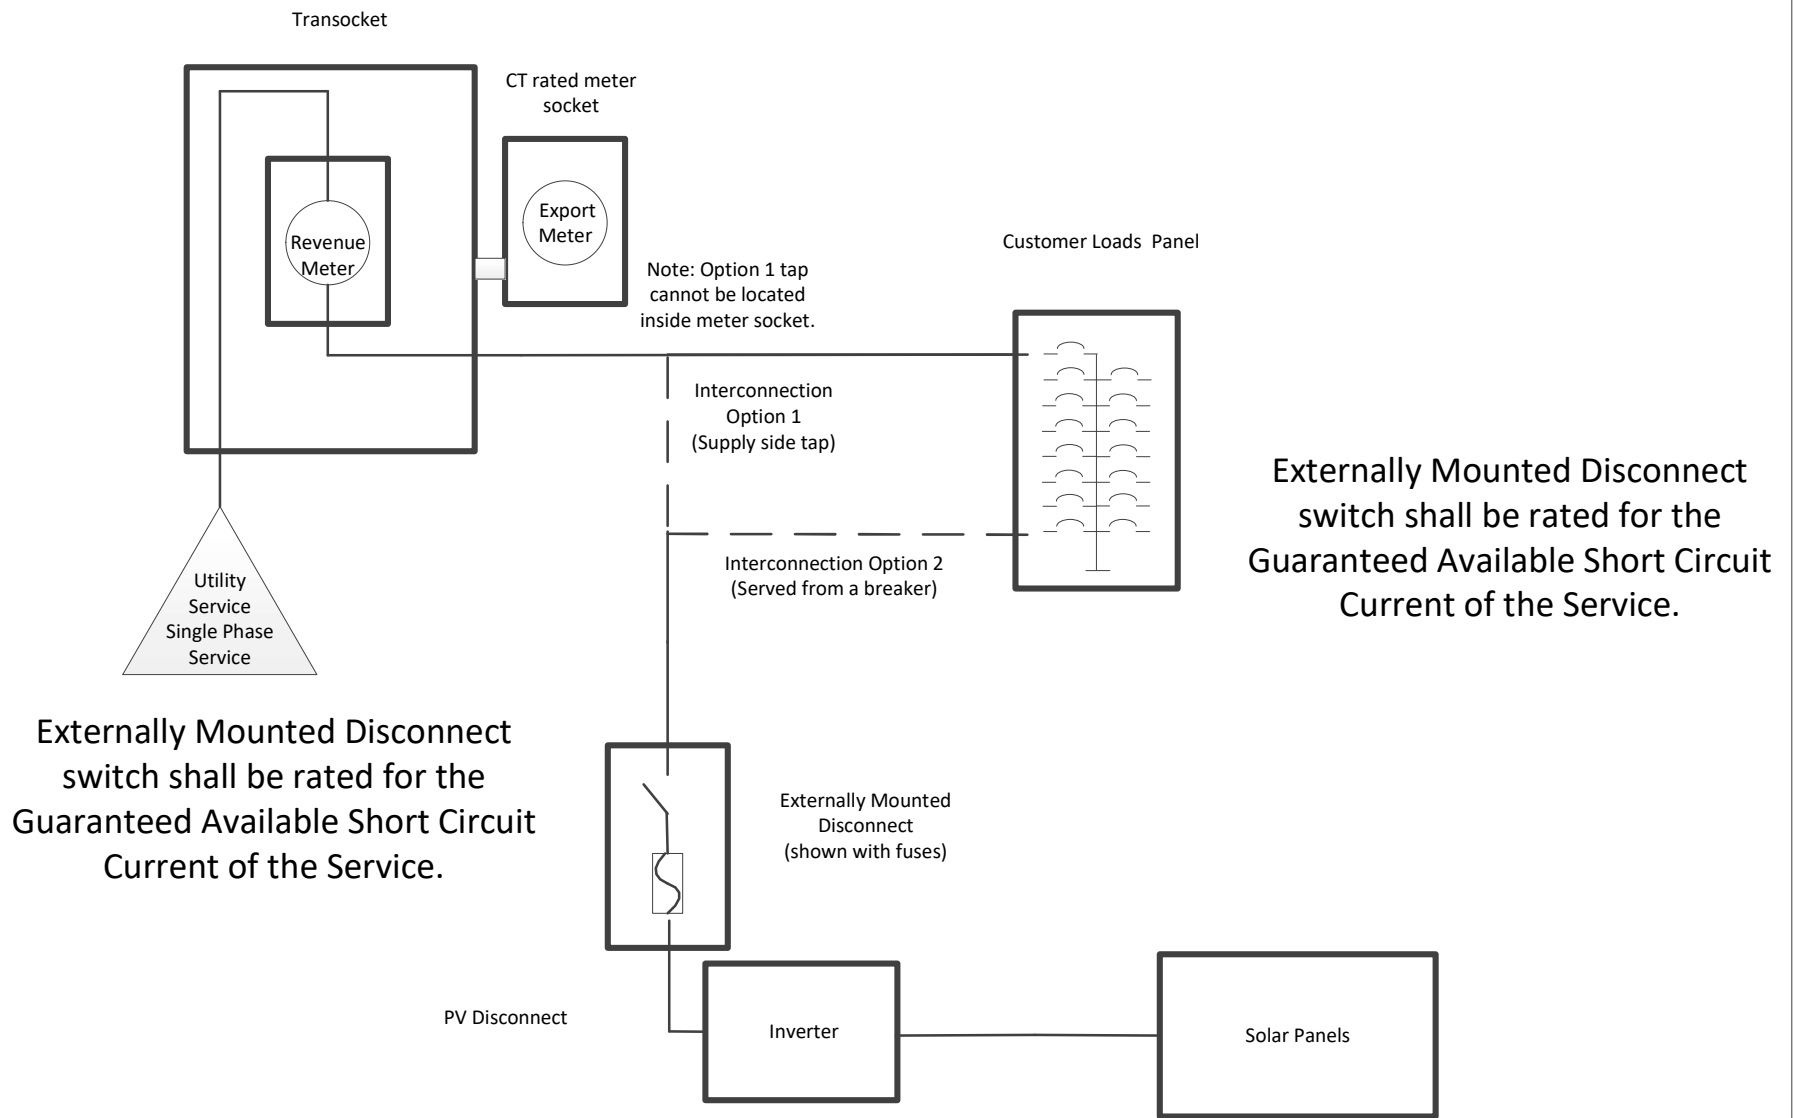 Transocket
CT rated meter
socket
Export
Meter
Revenue
Meter
Customer Loads  Panel
Note: Option 1 tap
cannot be located
inside meter socket.
Interconnection
Option 1
(Supply side tap)
Externally Mounted Disconnect
switch shall be rated for the
Guaranteed Available Short Circuit
Current of the Service.
Interconnection Option 2
(Served from a breaker)
Utility
Service
Single Phase
Service
Externally Mounted Disconnect
switch shall be rated for the
Guaranteed Available Short Circuit
Current of the Service.
Externally Mounted
Disconnect
(shown with fuses)
PV Disconnect
Inverter
Solar Panels